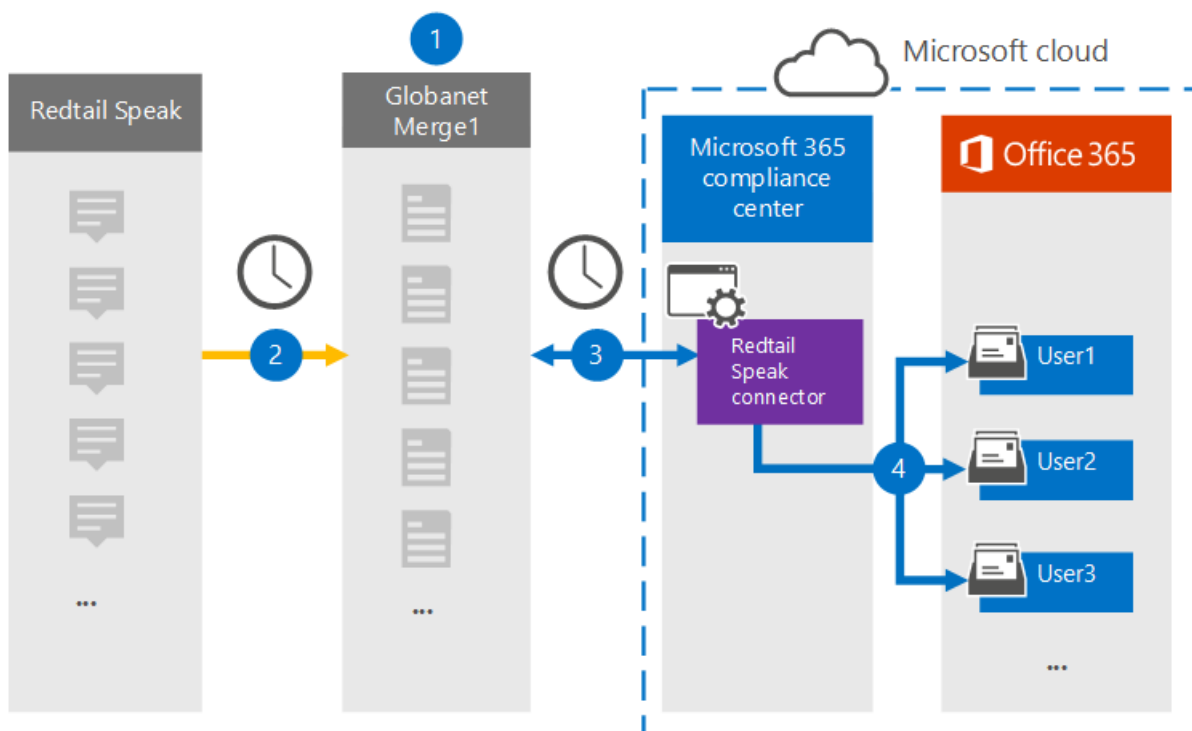 1
Microsoft cloud
Redtail Speak
Globanet
Merge1
Microsoft 365
compliance
center
Office 365
2
3
Redtail
Speak
connector
4
User1
User2
User3
...
...
...